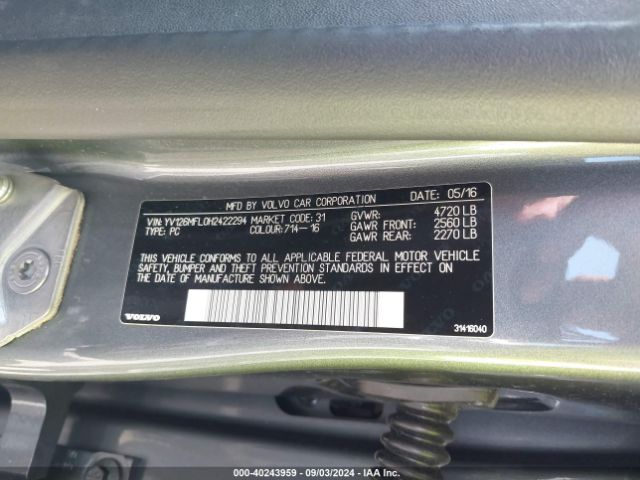 MFD BY VOLVO CAR CORPORATION DATE: 05/16
VIN: YV126MFL0H2422294 MARKET CODE: 31 GVWR: 4720 LB
TYPE: PC COLOUR: 714-16 GAWR FRONT: 2560 LB
GAWR REAR: 2270 LB
THIS VEHICLE CONFORMS TO ALL APPLICABLE FEDERAL MOTOR VEHICLE
SAFETY, BUMPER AND THEFT PREVENTION STANDARDS IN EFFECT ON
THE DATE OF MANUFACTURE SHOWN ABOVE.
VOLVO 31416040
000-40243959 - 09/03/2024 - IAA Inc.